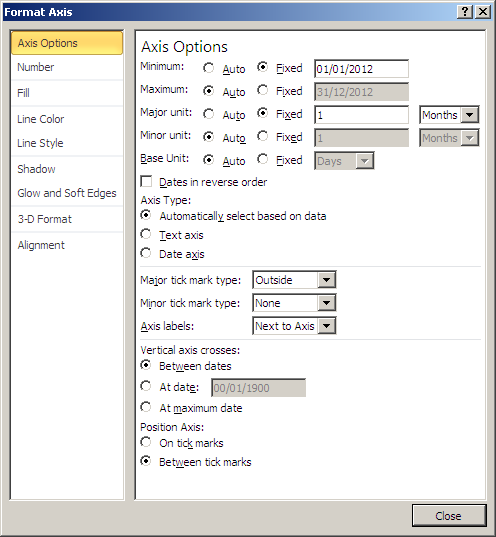 Format Axis
Axis Options
Number
Fill
Line Color
Line Style
Shadow
Glow and Soft Edges
3-D Format
Alignment
Axis Options
Minimum: Auto Fixed 01/01/2012
Maximum: Auto Fixed 31/12/2012
Major unit: Auto Fixed 1 Months
Minor unit: Auto Fixed 1 Months
Base Unit: Auto Fixed Days
Dates in reverse order
Axis Type:
Automatically select based on data
Text axis
Date axis
Major tick mark type: Outside
Minor tick mark type: None
Axis labels: Next to Axis
Vertical axis crosses:
Between dates
At date: 00/01/1900
At maximum date
Position Axis:
On tick marks
Between tick marks
Close